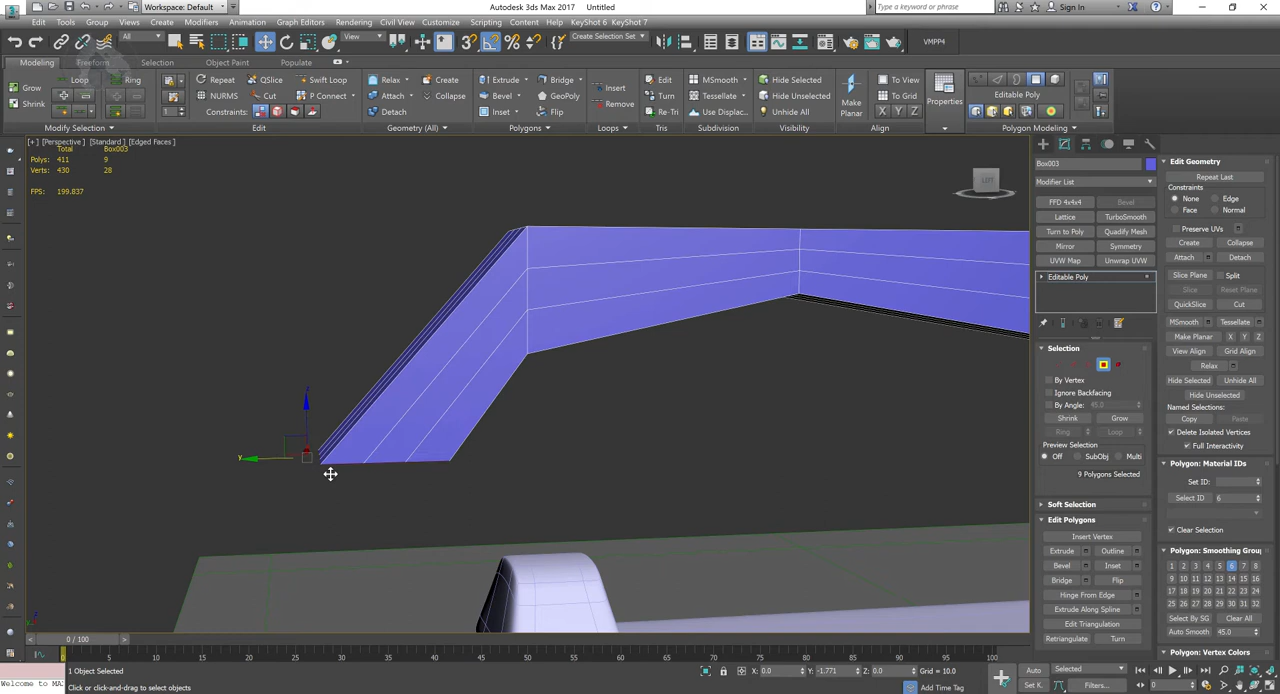 Autodesk 3ds Max 2017   Untitled
Workspace: Default
Type a keyword or phrase
Sign In
Edit Tools Group Views Create Modifiers Animation Graph Editors Rendering Civil View Customize Scripting Content Help KeyShot 6 KeyShot 7
All View Create Selection Set VMPP4
Modeling Freeform Selection Object Paint Populate
Grow Loop Ring Repeat QSlice Swift Loop Relax Create Extrude Bridge Insert Edit MSmooth Hide Selected To View
Shrink NURMS Cut P Connect Attach Collapse Bevel GeoPoly Remove Turn Tessellate Hide Unselected To Grid
Constraints: Detach Inset Flip Re-Tri Use Displac... Unhide All Make Planar X Y Z Properties Editable Poly
Modify Selection Edit Geometry (All) Polygons Loops Tris Subdivision Visibility Align Polygon Modeling
[+] [Perspective] [Standard] [Edged Faces]
Total Box003
Polys: 411 9
Verts: 430 28
FPS: 199.837
LEFT
y
Box003
Modifier List
FFD 4x4x4 Bevel
Lattice TurboSmooth
Turn to Poly Quadify Mesh
Mirror Symmetry
UVW Map Unwrap UVW
Editable Poly
Selection
By Vertex
Ignore Backfacing
By Angle: 45.0
Shrink Grow
Ring Loop
Preview Selection
Off SubObj Multi
9 Polygons Selected
Soft Selection
Edit Polygons
Insert Vertex
Extrude Outline
Bevel Inset
Bridge Flip
Hinge From Edge
Extrude Along Spline
Edit Triangulation
Retriangulate Turn
Edit Geometry
Repeat Last
Constraints
None Edge
Face Normal
Preserve UVs
Create Collapse
Attach Detach
Slice Plane Split
Slice Reset Plane
QuickSlice Cut
MSmooth Tessellate
Make Planar X Y Z
View Align Grid Align
Relax
Hide Selected Unhide All
Hide Unselected
Named Selections:
Copy Paste
Delete Isolated Vertices
Full Interactivity
Polygon: Material IDs
Set ID:
Select ID 6
Clear Selection
Polygon: Smoothing Grou
1 2 3 4 5 6 7 8
9 10 11 12 13 14 15 16
17 18 19 20 21 22 23 24
25 26 27 28 29 30 31 32
Select By SG Clear All
Auto Smooth 45.0
Polygon: Vertex Colors
0 / 100
5 10 15 20 25 30 35 40 45 50 55 60 65 70 75 80 85 90 95 100
1 Object Selected X: 0.0 Y: -1.771 Z: 0.0 Grid = 10.0 Auto Selected
Welcome to MA Click or click-and-drag to select objects Add Time Tag Set K. Filters... 0